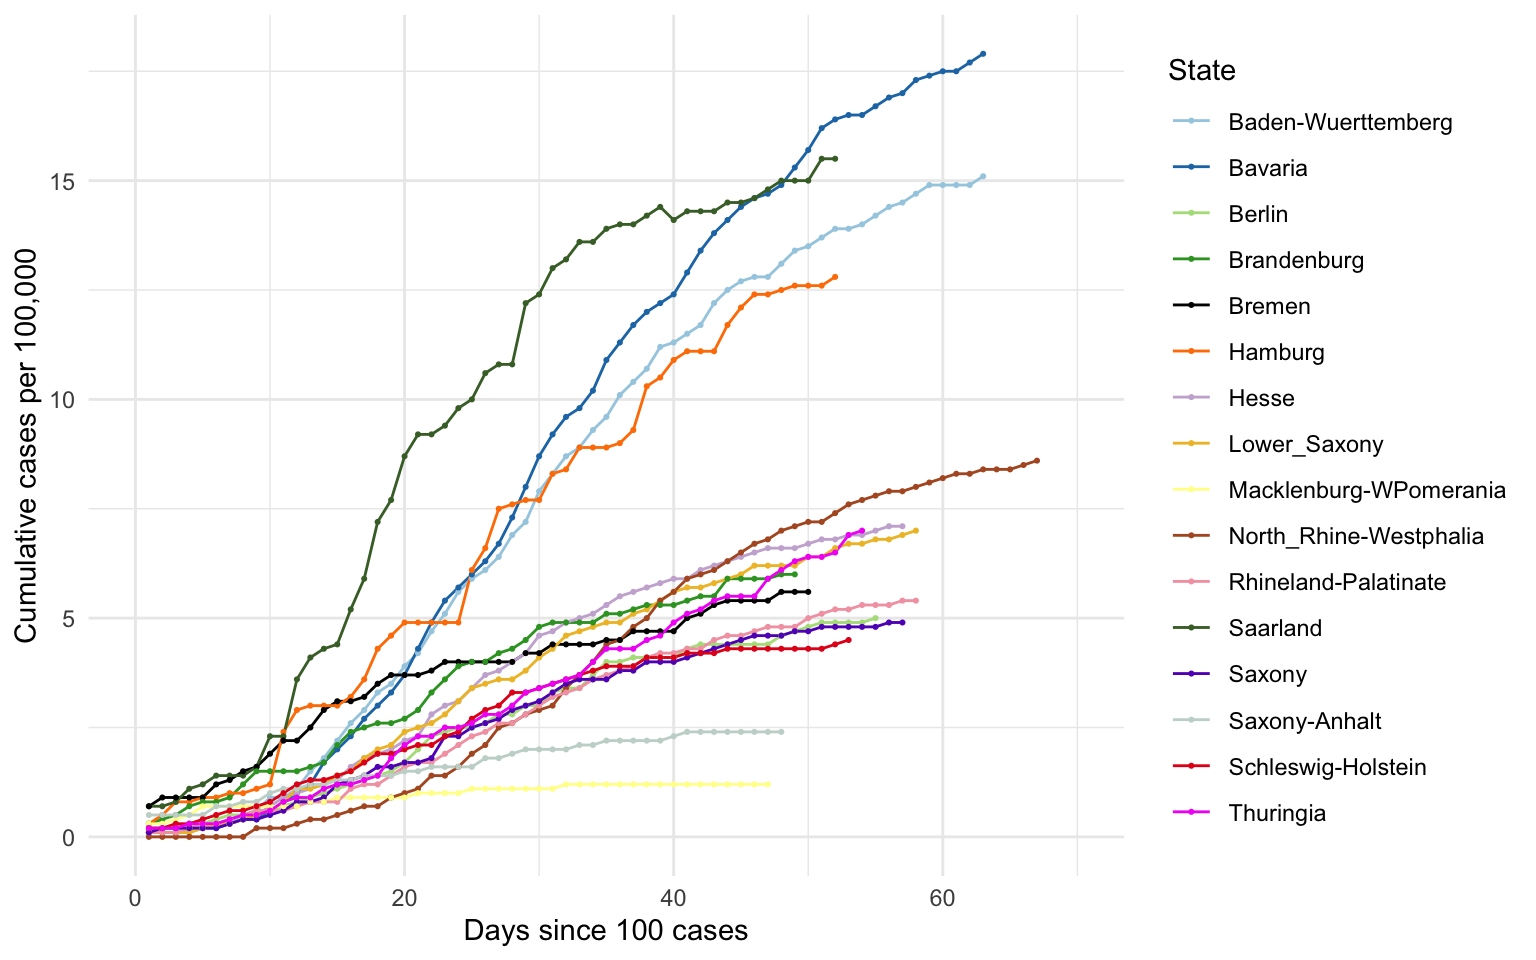 State
Baden-Wuerttemberg
Bavaria
Berlin
Brandenburg
Bremen
Hamburg
Hesse
Lower_Saxony
Macklenburg-WPomerania
North_Rhine-Westphalia
Rhineland-Palatinate
Saarland
Saxony
Saxony-Anhalt
Schleswig-Holstein
Thuringia
Cumulative cases per 100,000
15
10
5
0
0 20 40 60
Days since 100 cases